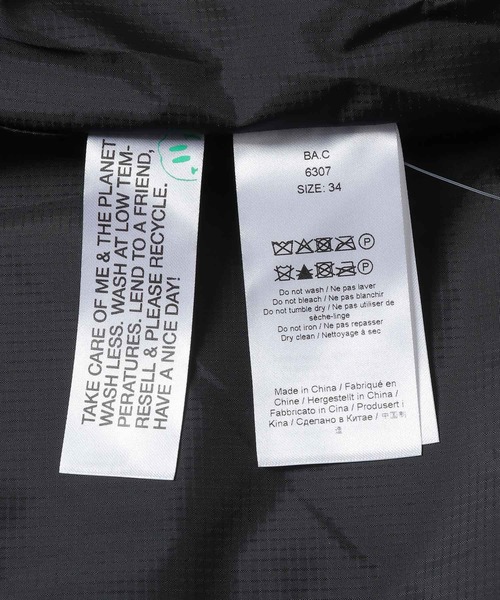 TAKE CARE OF ME & THE PLANET
WASH LESS. WASH AT LOW TEM-
PERATURES. LEND TO A FRIEND,
RESELL & PLEASE RECYCLE.
HAVE A NICE DAY!
BA.C
6307
SIZE: 34
P
P
Do not wash / Ne pas laver
Do not bleach / Ne pas blanchir
Do not tumble dry / Ne pas utiliser de
sèche-linge
Do not iron / Ne pas repasser
Dry clean / Nettoyage à sec
Made in China / Fabriqué en
Chine / Hergestellt in China /
Fabbricato in Cina / Produsert i
Kina / Сделано в Китае / 中国制
造